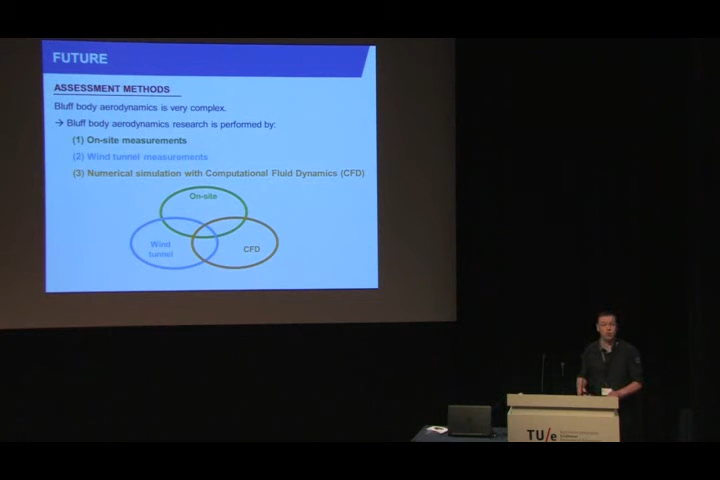 FUTURE
ASSESSMENT METHODS
Bluff body aerodynamics is very complex.
→ Bluff body aerodynamics research is performed by:
(1) On-site measurements
(2) Wind tunnel measurements
(3) Numerical simulation with Computational Fluid Dynamics (CFD)
On-site
Wind
tunnel
CFD
TU/e